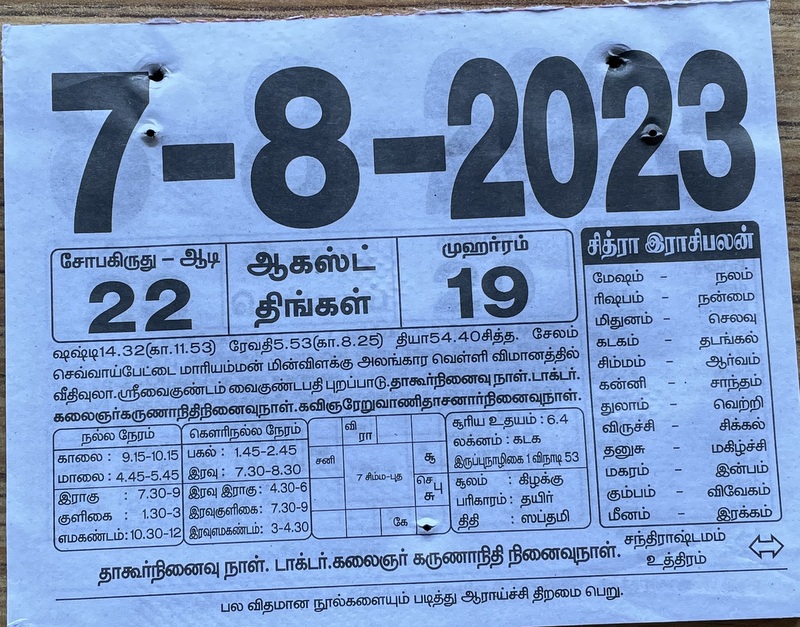 7-8-2023
சோபகிருது - ஆடி
22
ஆகஸ்ட்
திங்கள்
முஹர்ரம்
19
சித்ரா இராசிபலன்
மேஷம் - நலம்
ரிஷபம் - நன்மை
மிதுனம் - செலவு
கடகம் - தடங்கல்
சிம்மம் - ஆர்வம்
கன்னி - சாந்தம்
துலாம் - வெற்றி
விருச்சி - சிக்கல்
தனுசு - மகிழ்ச்சி
மகரம் - இன்பம்
கும்பம் - விவேகம்
மீனம் - இரக்கம்
சந்திராஷ்டமம்
உத்திரம்
ஷஷ்டி14.32(கா.11.53) ரேவதி5.53(கா.8.25) தியா54.40சித்த. சேலம்
செவ்வாய்பேட்டை மாரியம்மன் மின்விளக்கு அலங்கார வெள்ளி விமானத்தில்
வீதிவுலா. ஸ்ரீவைகுண்டம் வைகுண்டபதி புறப்பாடு.தாகூர்நினைவு நாள்.டாக்டர்.
கலைஞர்கருணாநிதிநினைவுநாள்.கவிஞரேறுவாணிதாசனார்நினைவுநாள்.
நல்ல நேரம்
காலை : 9.15-10.15
மாலை : 4.45-5.45
இராகு : 7.30-9
குளிகை : 1.30-3
எமகண்டம்: 10.30-12
கௌரிநல்ல நேரம்
பகல் : 1.45-2.45
இரவு : 7.30-8.30
இரவு இராகு : 4.30-6
இரவுகுளிகை : 7.30-9
இரவுஎமகண்டம்: 3-4.30
வி
ரா
சனி
7 சிம்ம-புத
சூ
செ பு
சு
கே
சூரிய உதயம் : 6.4
லக்னம் : கடக
இருப்புநாழிகை 1 விநாடி 53
சூலம் : கிழக்கு
பரிகாரம் : தயிர்
திதி : ஸப்தமி
தாகூர்நினைவு நாள். டாக்டர்.கலைஞர் கருணாநிதி நினைவுநாள்.
பல விதமான நூல்களையும் படித்து ஆராய்ச்சி திறமை பெறு.